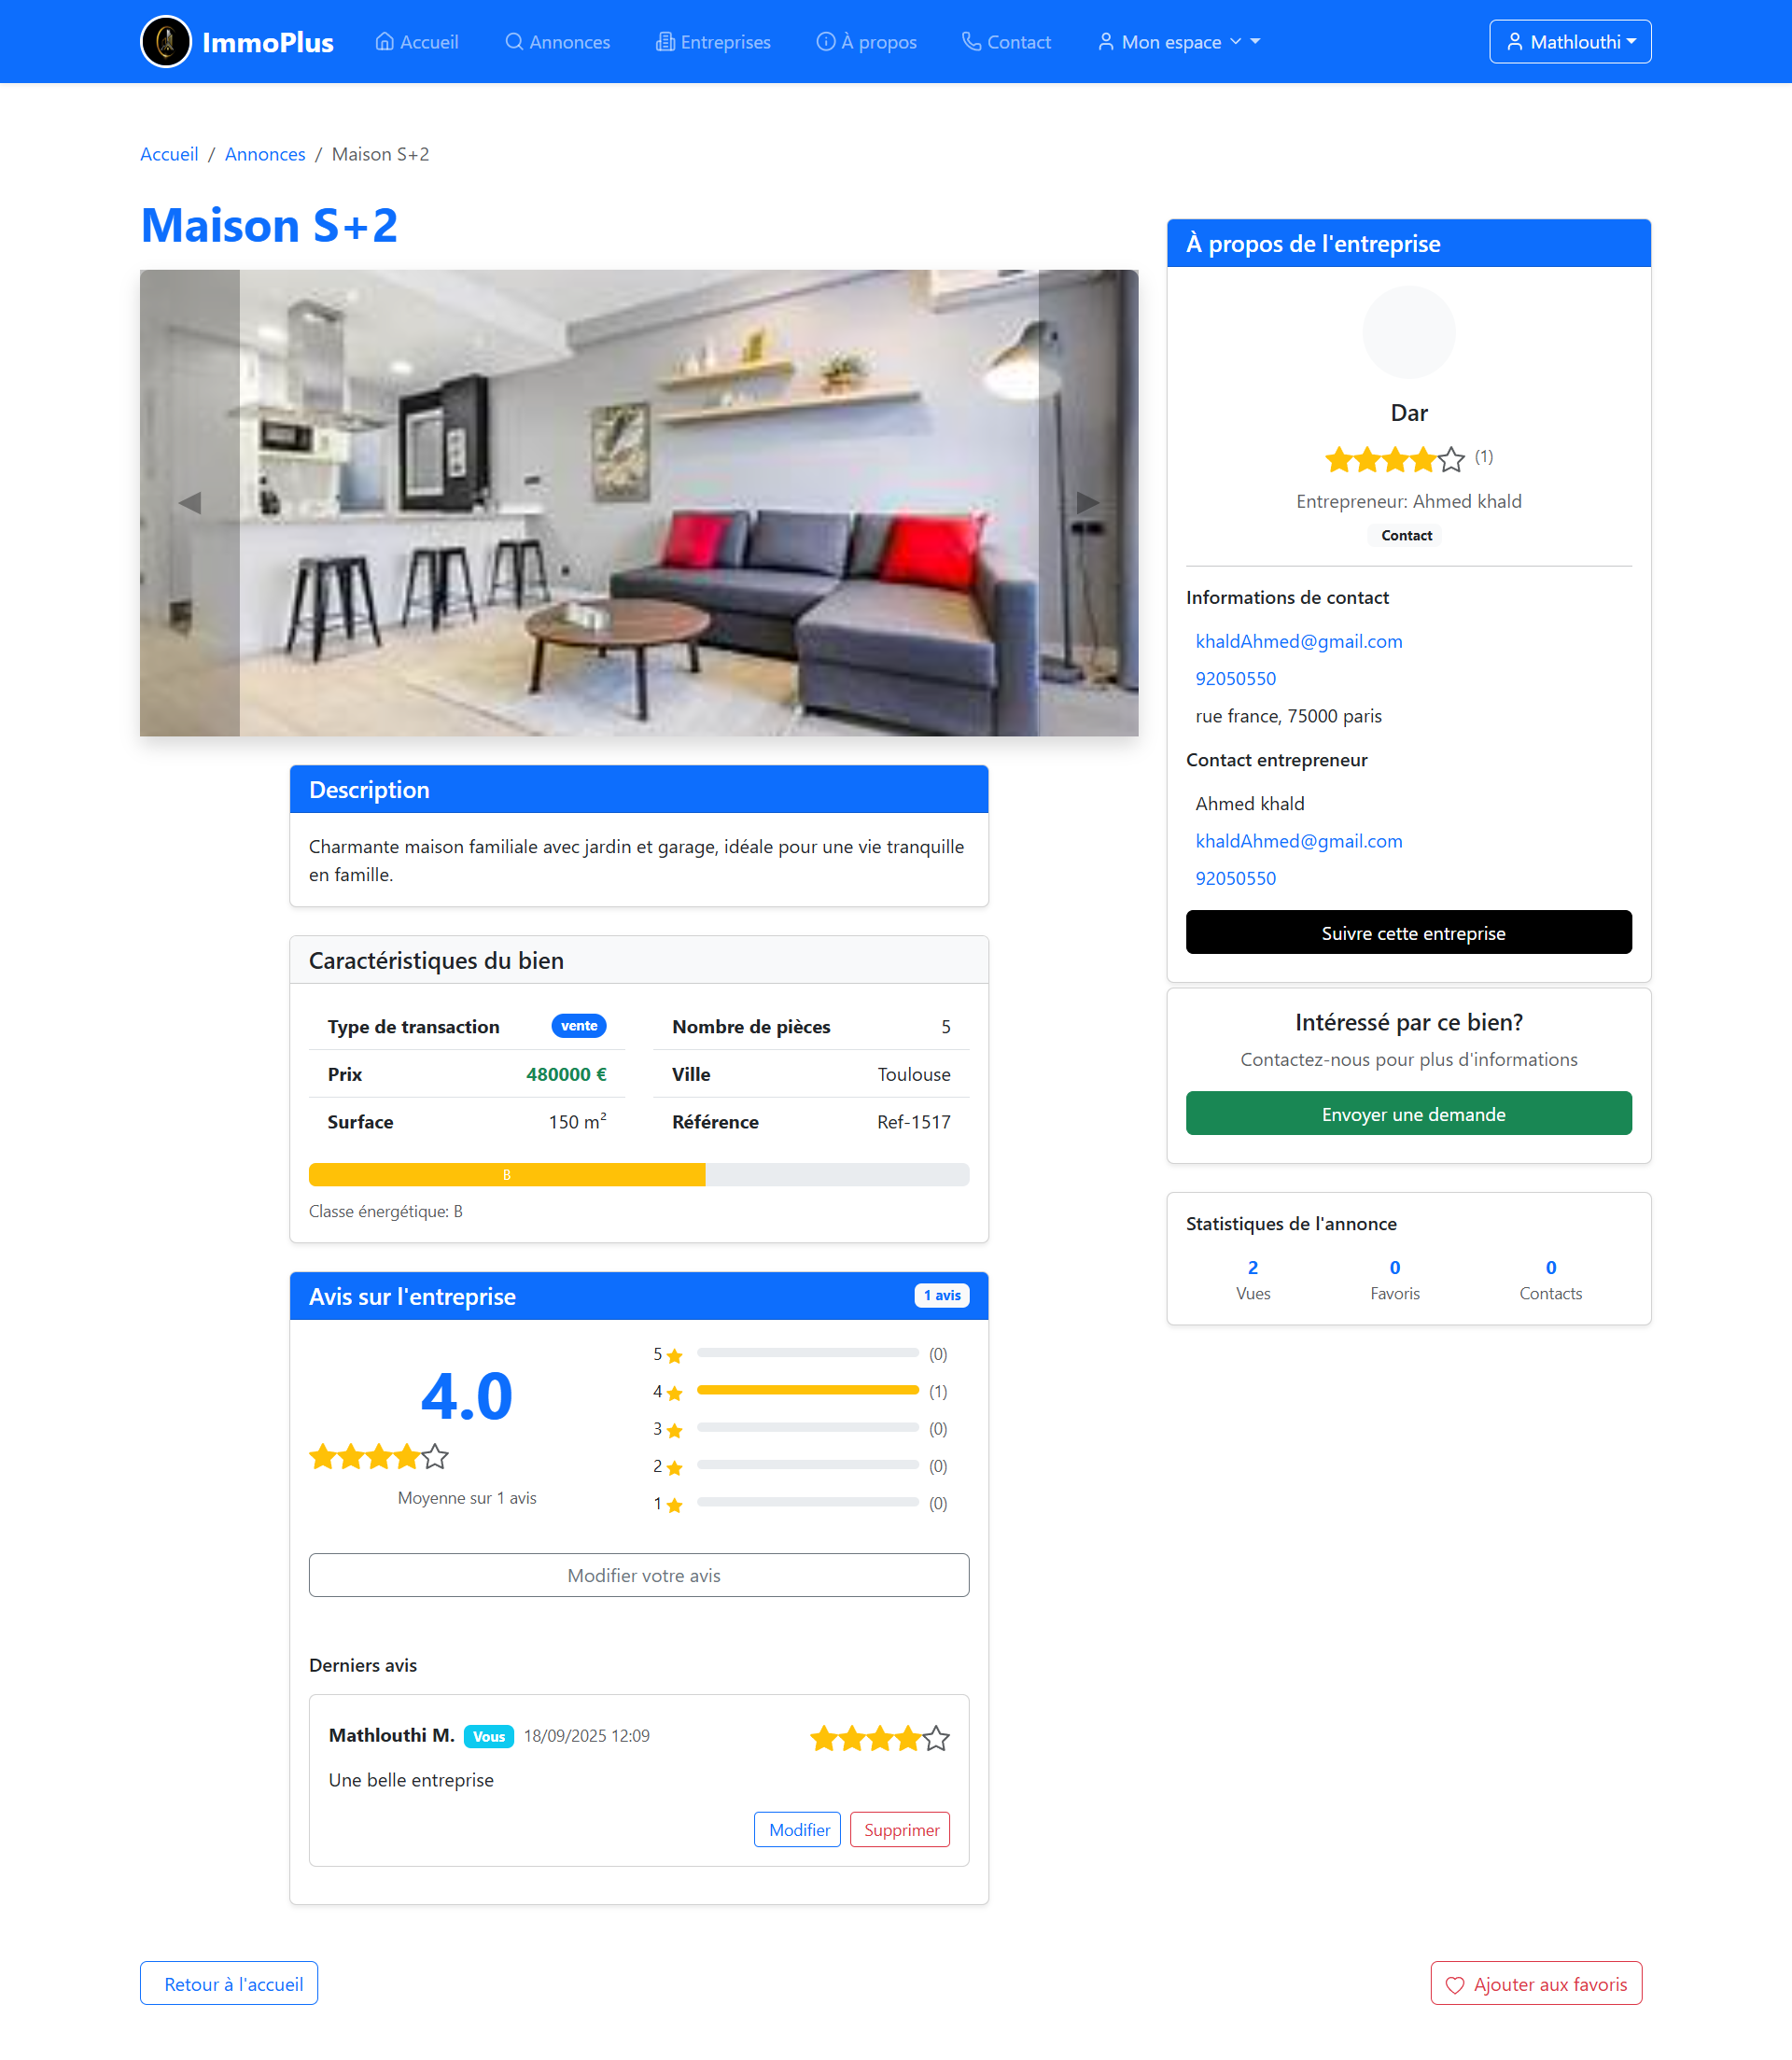 ImmoPlus
Accueil
Annonces
Entreprises
À propos
Contact
Mon espace
Mathlouthi
Accueil / Annonces / Maison S+2
Maison S+2
Description
Charmante maison familiale avec jardin et garage, idéale pour une vie tranquille
en famille.
Caractéristiques du bien
Type de transaction vente
Prix 480000 €
Surface 150 m²
Nombre de pièces 5
Ville Toulouse
Référence Ref-1517
B
Classe énergétique: B
Avis sur l'entreprise
1 avis
4.0
Moyenne sur 1 avis
5 (0)
4 (1)
3 (0)
2 (0)
1 (0)
Modifier votre avis
Derniers avis
Mathlouthi M. Vous 18/09/2025 12:09
Une belle entreprise
Modifier
Supprimer
À propos de l'entreprise
Dar
(1)
Entrepreneur: Ahmed khald
Contact
Informations de contact
khaldAhmed@gmail.com
92050550
rue france, 75000 paris
Contact entrepreneur
Ahmed khald
khaldAhmed@gmail.com
92050550
Suivre cette entreprise
Intéressé par ce bien?
Contactez-nous pour plus d'informations
Envoyer une demande
Statistiques de l'annonce
2 0 0
Vues Favoris Contacts
Retour à l'accueil
Ajouter aux favoris